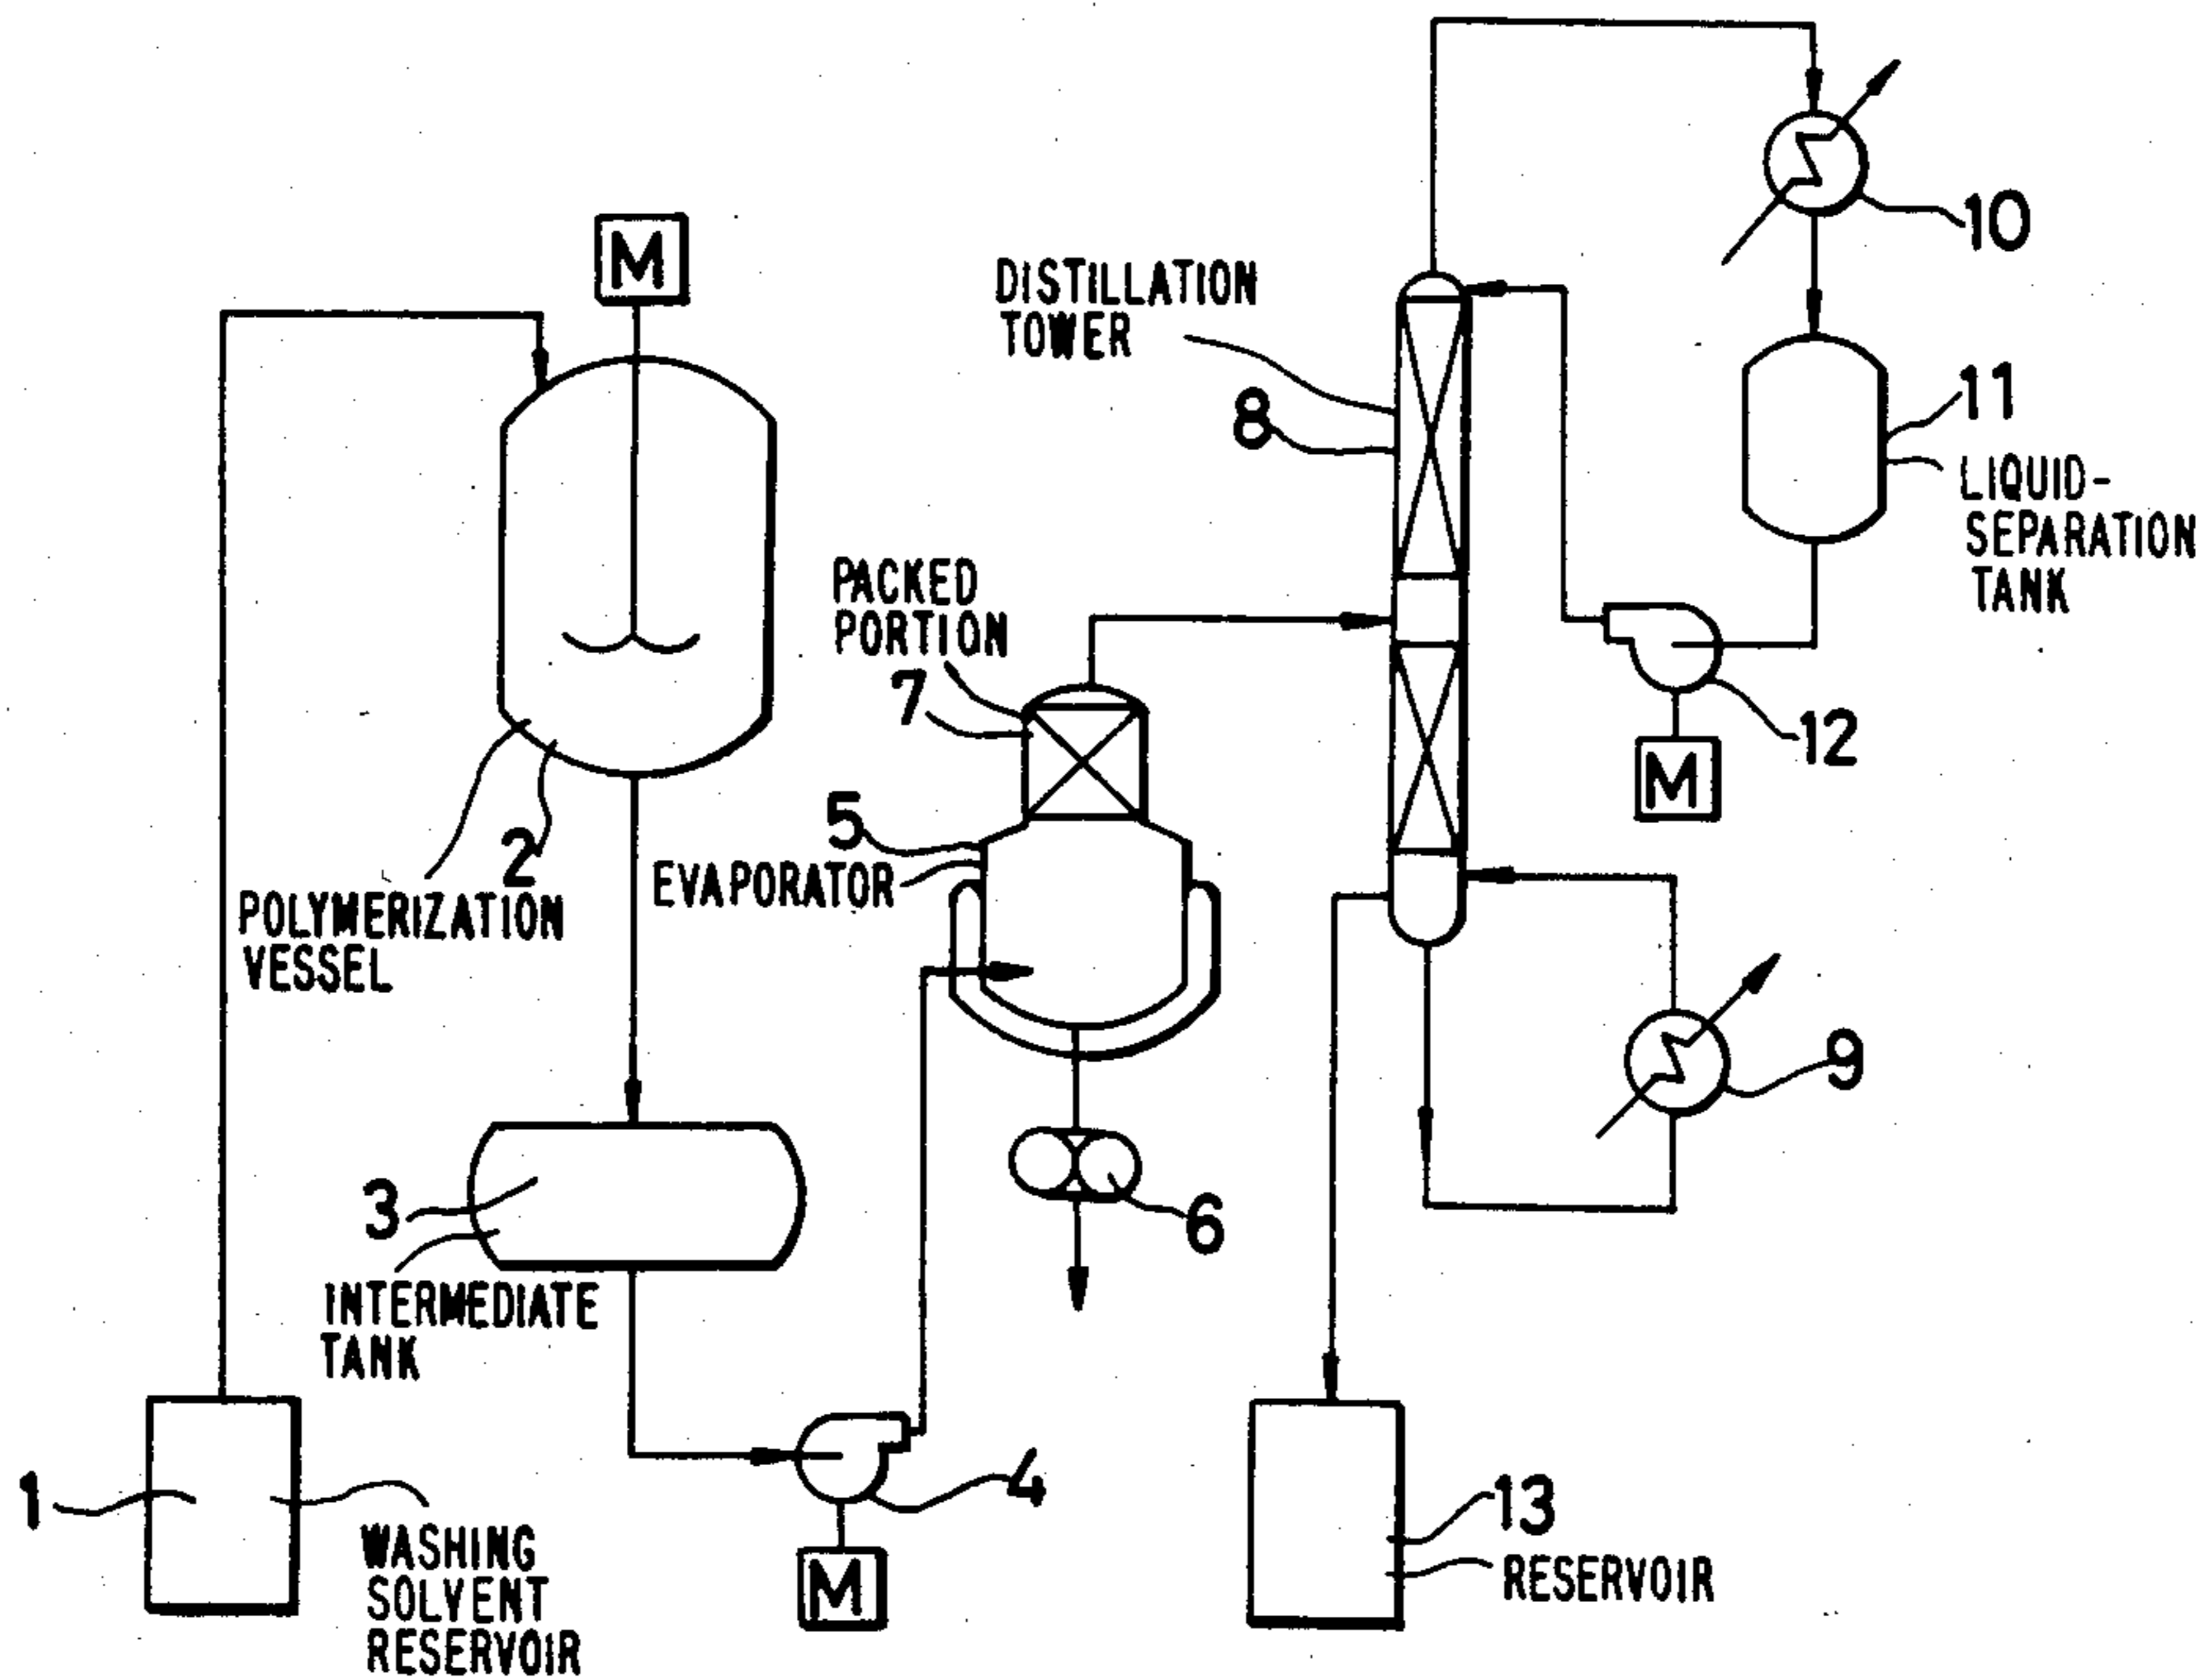 M
DISTILLATION
TOWER
8
10
11
LIQUID-
SEPARATION
TANK
PACKED
PORTION
7
12
M
5
EVAPORATOR
2
POLYMERIZATION
VESSEL
9
3
6
INTERMEDIATE
TANK
1
4
13
WASHING
SOLVENT
RESERVOIR
M
RESERVOIR